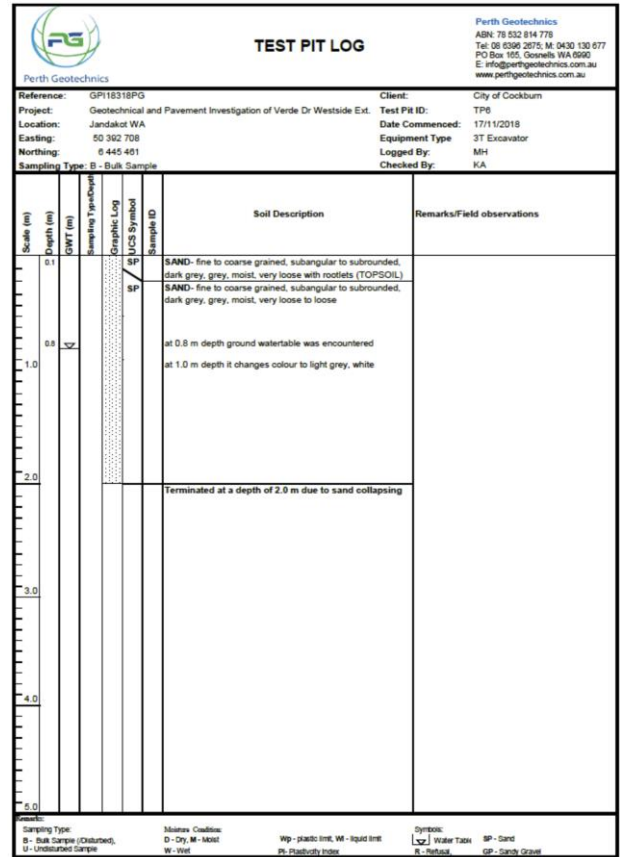 PG
Perth Geotechnics
TEST PIT LOG
Perth Geotechnics
ABN: 78 532 814 778
Tel: 08 6396 2675; M: 0430 130 677
PO Box 165, Gosnells WA 6990
E: info@perthgeotechnics.com.au
www.perthgeotechnics.com.au
Reference: GPI18318PG Client: City of Cockburn
Project: Geotechnical and Pavement Investigation of Verde Dr Westside Ext. Test Pit ID: TP6
Location: Jandakot WA Date Commenced: 17/11/2018
Easting: 50 392 708 Equipment Type 3T Excavator
Northing: 6 445 461 Logged By: MH
Sampling Type: B - Bulk Sample Checked By: KA
Scale (m) Depth (m) GWT (m) Sampling Type/Depth Graphic Log UCS Symbol Sample ID Soil Description Remarks/Field observations
0.1 SP SAND- fine to coarse grained, subangular to subrounded,
dark grey, grey, moist, very loose with rootlets (TOPSOIL)
SP SAND- fine to coarse grained, subangular to subrounded,
dark grey, grey, moist, very loose to loose
0.8 at 0.8 m depth ground watertable was encountered
1.0 at 1.0 m depth it changes colour to light grey, white
2.0
Terminated at a depth of 2.0 m due to sand collapsing
3.0
4.0
5.0
Remarks:
Sampling Type: Moisture Condition: Symbols:
B - Bulk Sample (/Disturbed), D - Dry, M - Moist Wp - plastic limit, Wl - liquid limit Water Table SP - Sand
U - Undisturbed Sample W - Wet PI- Plastivcity Index R - Refusal, GP - Sandy Gravel